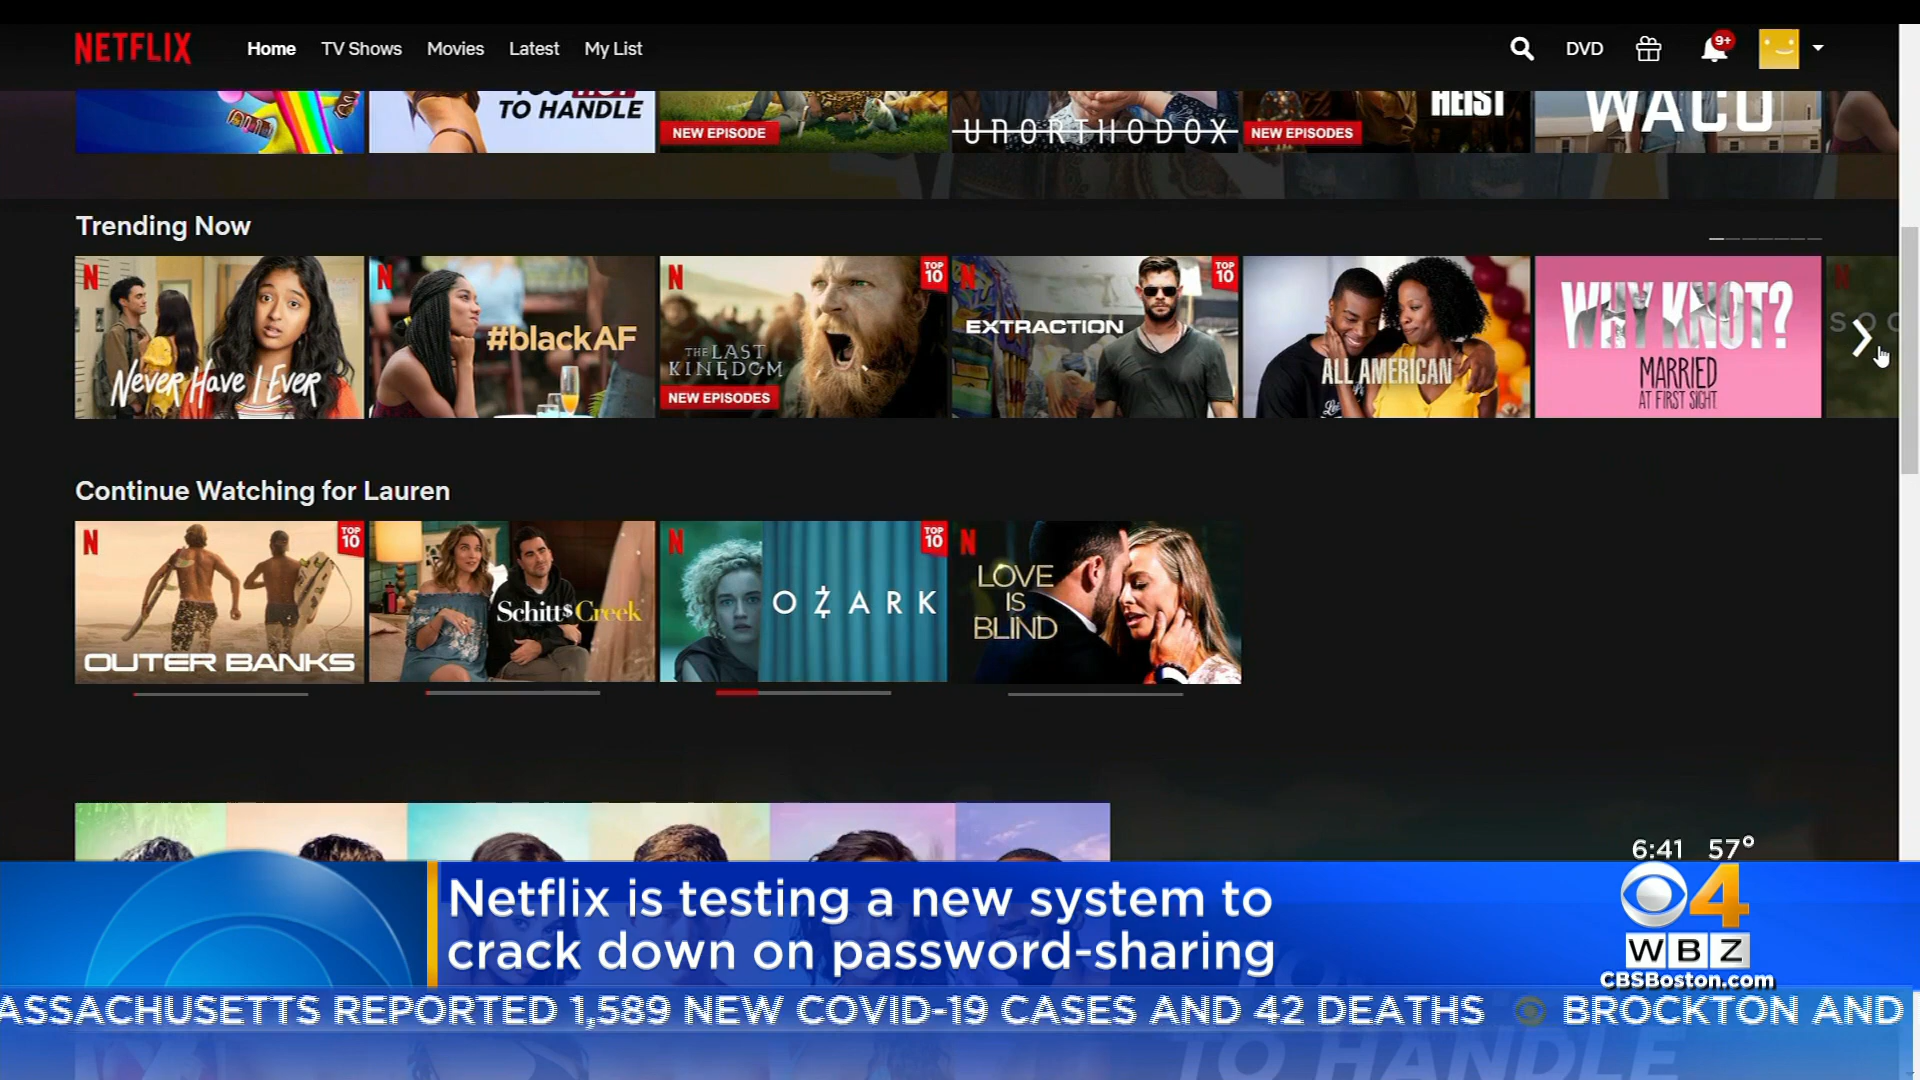 NETFLIX Home TV Shows Movies Latest My List DVD 9+
TO HANDLE
NEW EPISODE
UNORTHODOX
NEW EPISODES
HEIST
WACO
Trending Now
N
Never Have I Ever
N
#blackAF
N
TOP
10
THE LAST
KINGDOM
NEW EPISODES
N
TOP
10
EXTRACTION
ALL AMERICAN
WHY KNOT?
MARRIED
AT FIRST SIGHT
N
Continue Watching for Lauren
N
TOP
10
OUTER BANKS
Schitt$ Creek
N
TOP
10
OZARK
N
LOVE
IS
BLIND
6:41 57°
Netflix is testing a new system to
crack down on password-sharing
4
WBZ
CBSBoston.com
ASSACHUSETTS REPORTED 1,589 NEW COVID-19 CASES AND 42 DEATHS BROCKTON AND
TO HANDLE